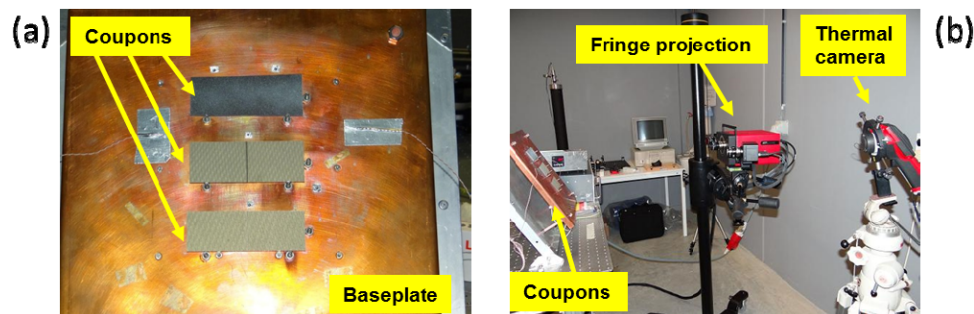 (a)
Coupons
Baseplate
Fringe projection
Thermal
camera
(b)
Coupons